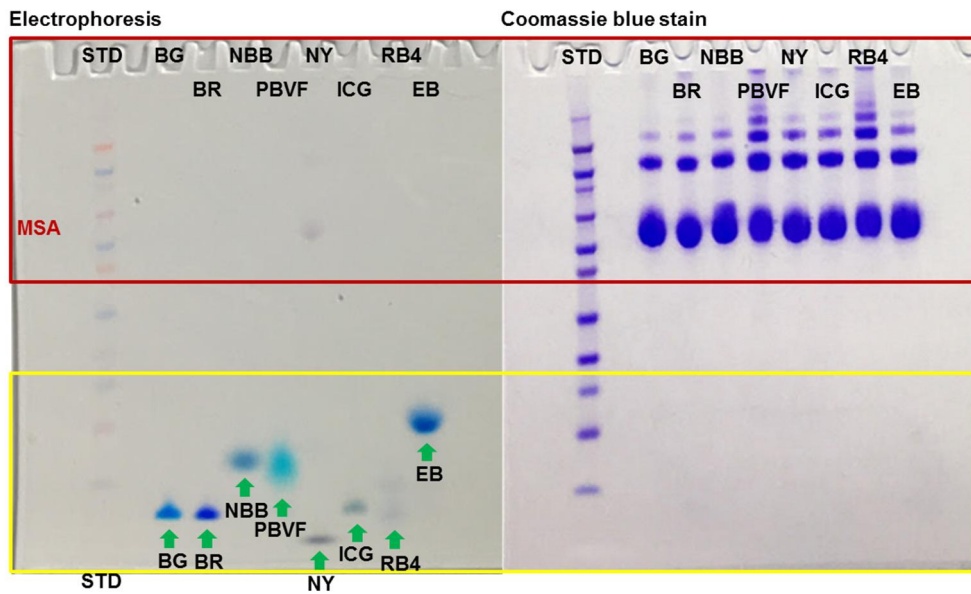 Electrophoresis
Coomassie blue stain
STD BG NBB NY RB4
BR PBVF ICG EB
STD BG NBB NY RB4
BR PBVF ICG EB
MSA
EB
NBB
PBVF
BG BR ICG RB4
STD NY